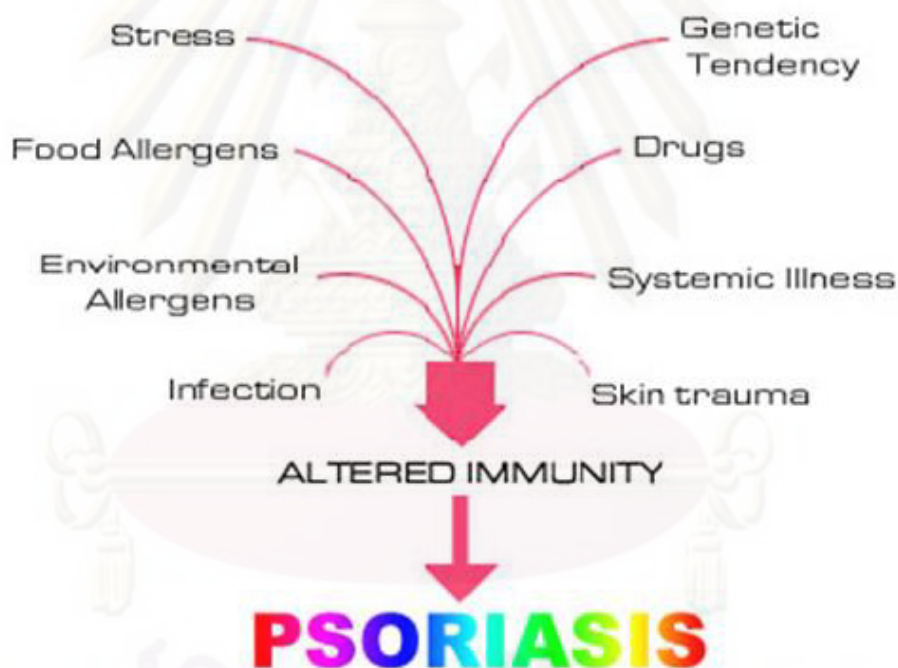 Stress
Genetic
Tendency
Food Allergens
Drugs
Environmental
Allergens
Systemic Illness
Infection
Skin trauma
ALTERED IMMUNITY
PSORIASIS